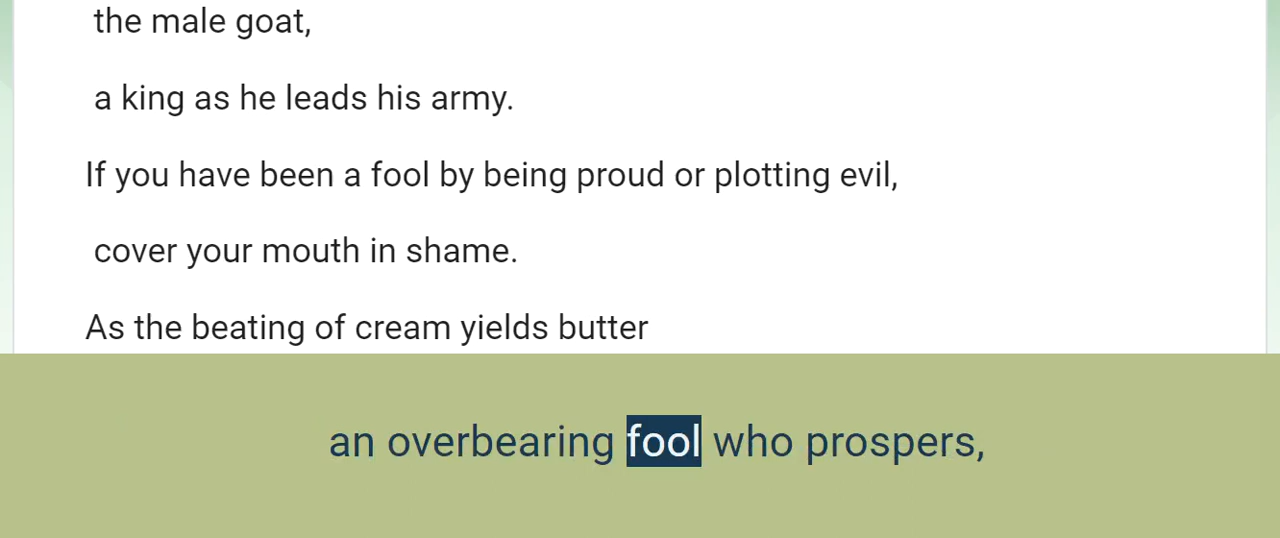 the male goat,
a king as he leads his army.
If you have been a fool by being proud or plotting evil,
cover your mouth in shame.
As the beating of cream yields butter
an overbearing fool who prospers,